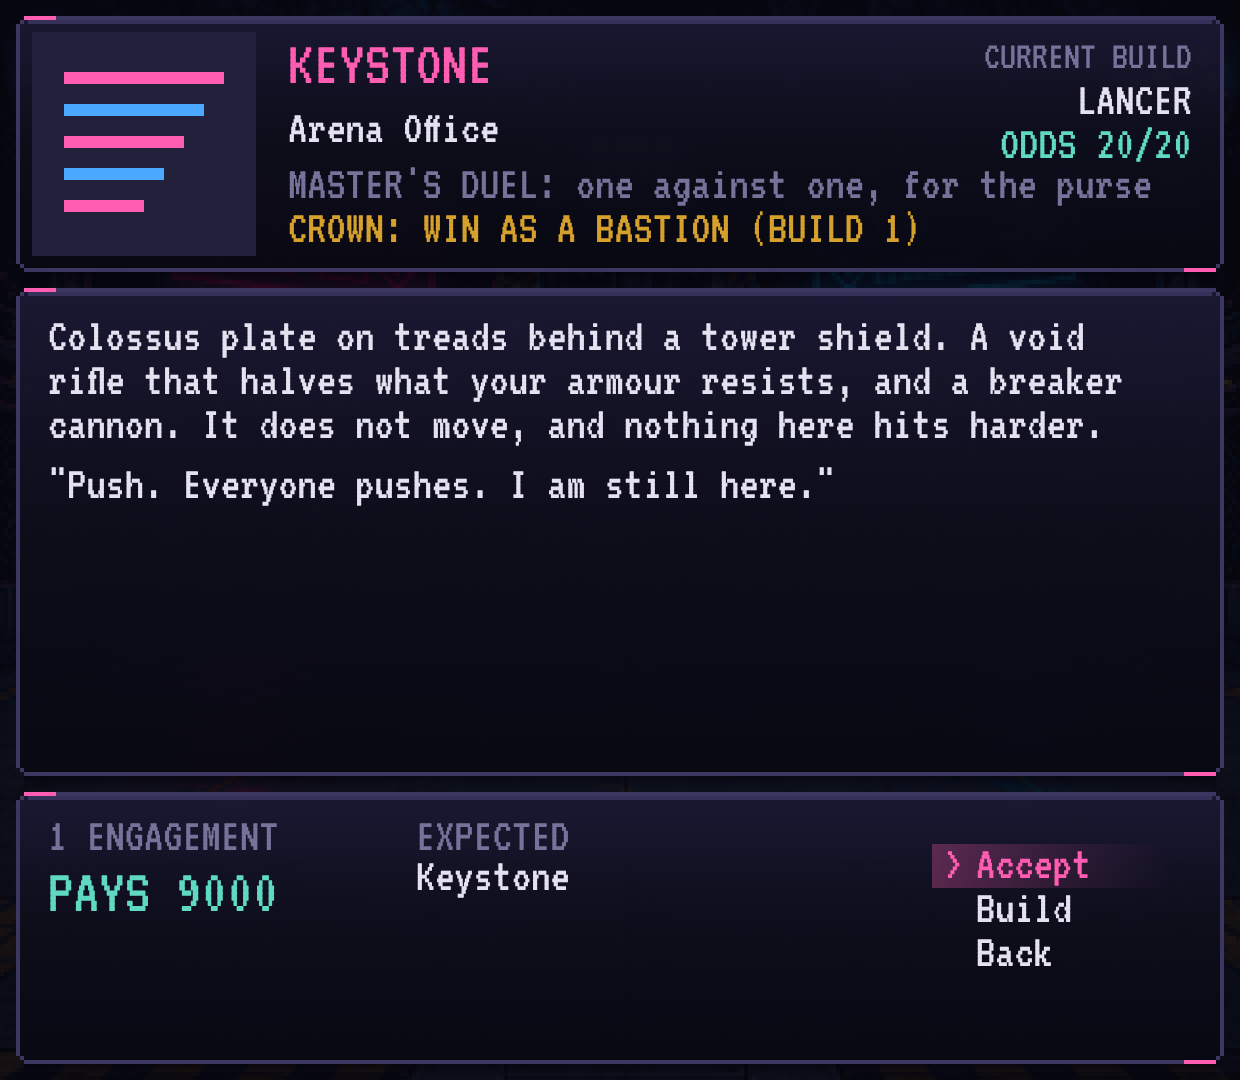 KEYSTONE
Arena Office
MASTER'S DUEL: one against one, for the purse
CROWN: WIN AS A BASTION (BUILD 1)
CURRENT BUILD
LANCER
ODDS 20/20
Colossus plate on treads behind a tower shield. A void
rifle that halves what your armour resists, and a breaker
cannon. It does not move, and nothing here hits harder.
"Push. Everyone pushes. I am still here."
1 ENGAGEMENT
PAYS 9000
EXPECTED
Keystone
> Accept
Build
Back